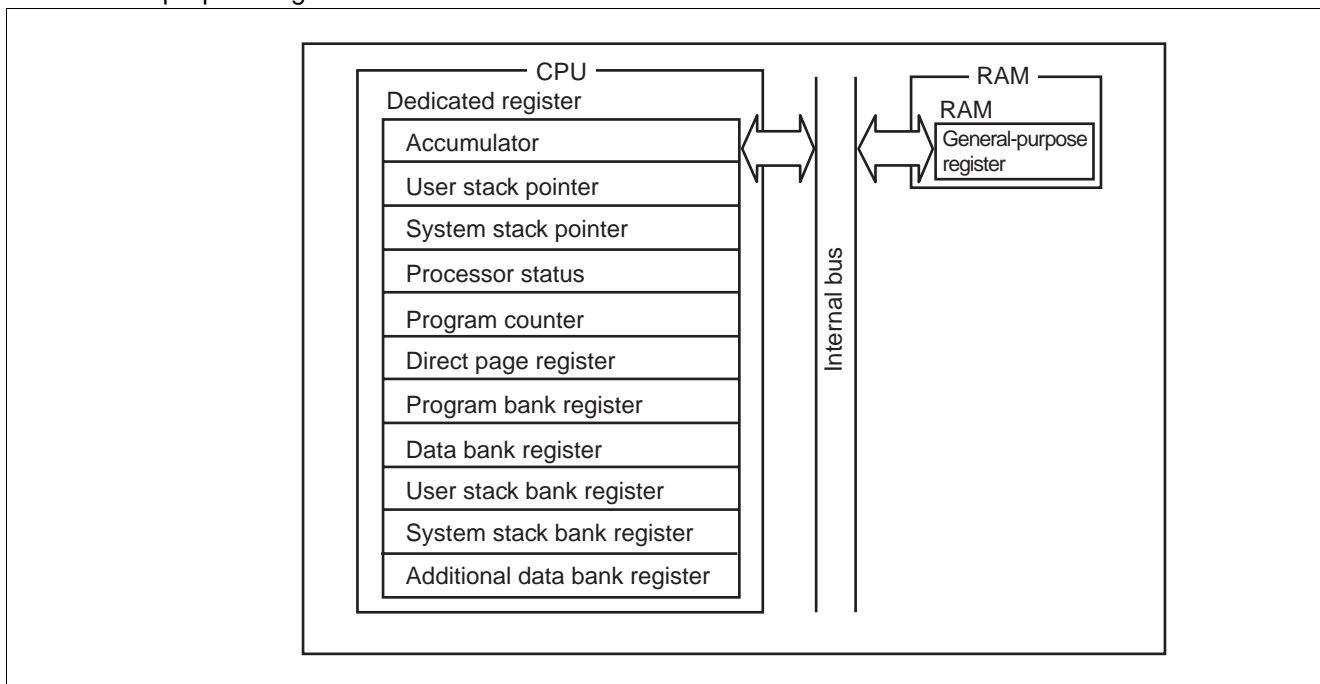 CPU
Dedicated register
Accumulator
User stack pointer
System stack pointer
Processor status
Program counter
Direct page register
Program bank register
Data bank register
User stack bank register
System stack bank register
Additional data bank register
Internal bus
RAM
RAM
General-purpose
register